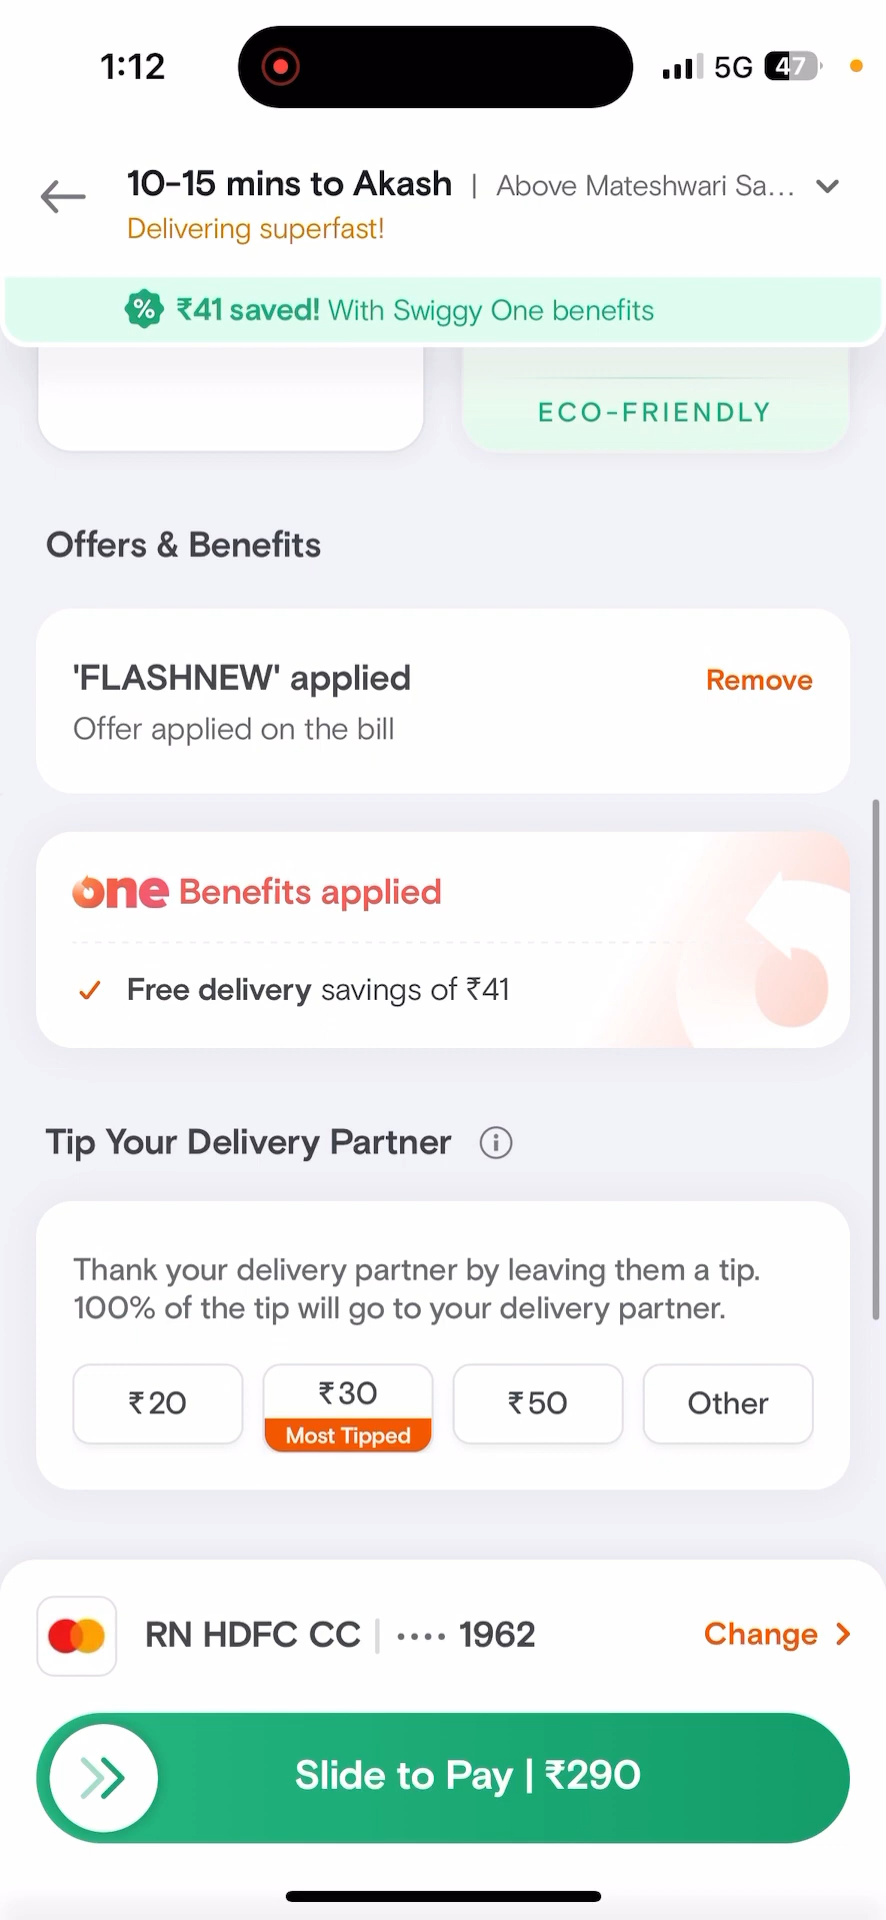 1:12
5G 47
10-15 mins to Akash | Above Mateshwari Sa...
Delivering superfast!
% ₹41 saved! With Swiggy One benefits
ECO-FRIENDLY
Offers & Benefits
'FLASHNEW' applied
Remove
Offer applied on the bill
one Benefits applied
Free delivery savings of ₹41
Tip Your Delivery Partner i
Thank your delivery partner by leaving them a tip.
100% of the tip will go to your delivery partner.
₹20
₹30
Most Tipped
₹50
Other
RN HDFC CC | •••• 1962
Change
Slide to Pay | ₹290